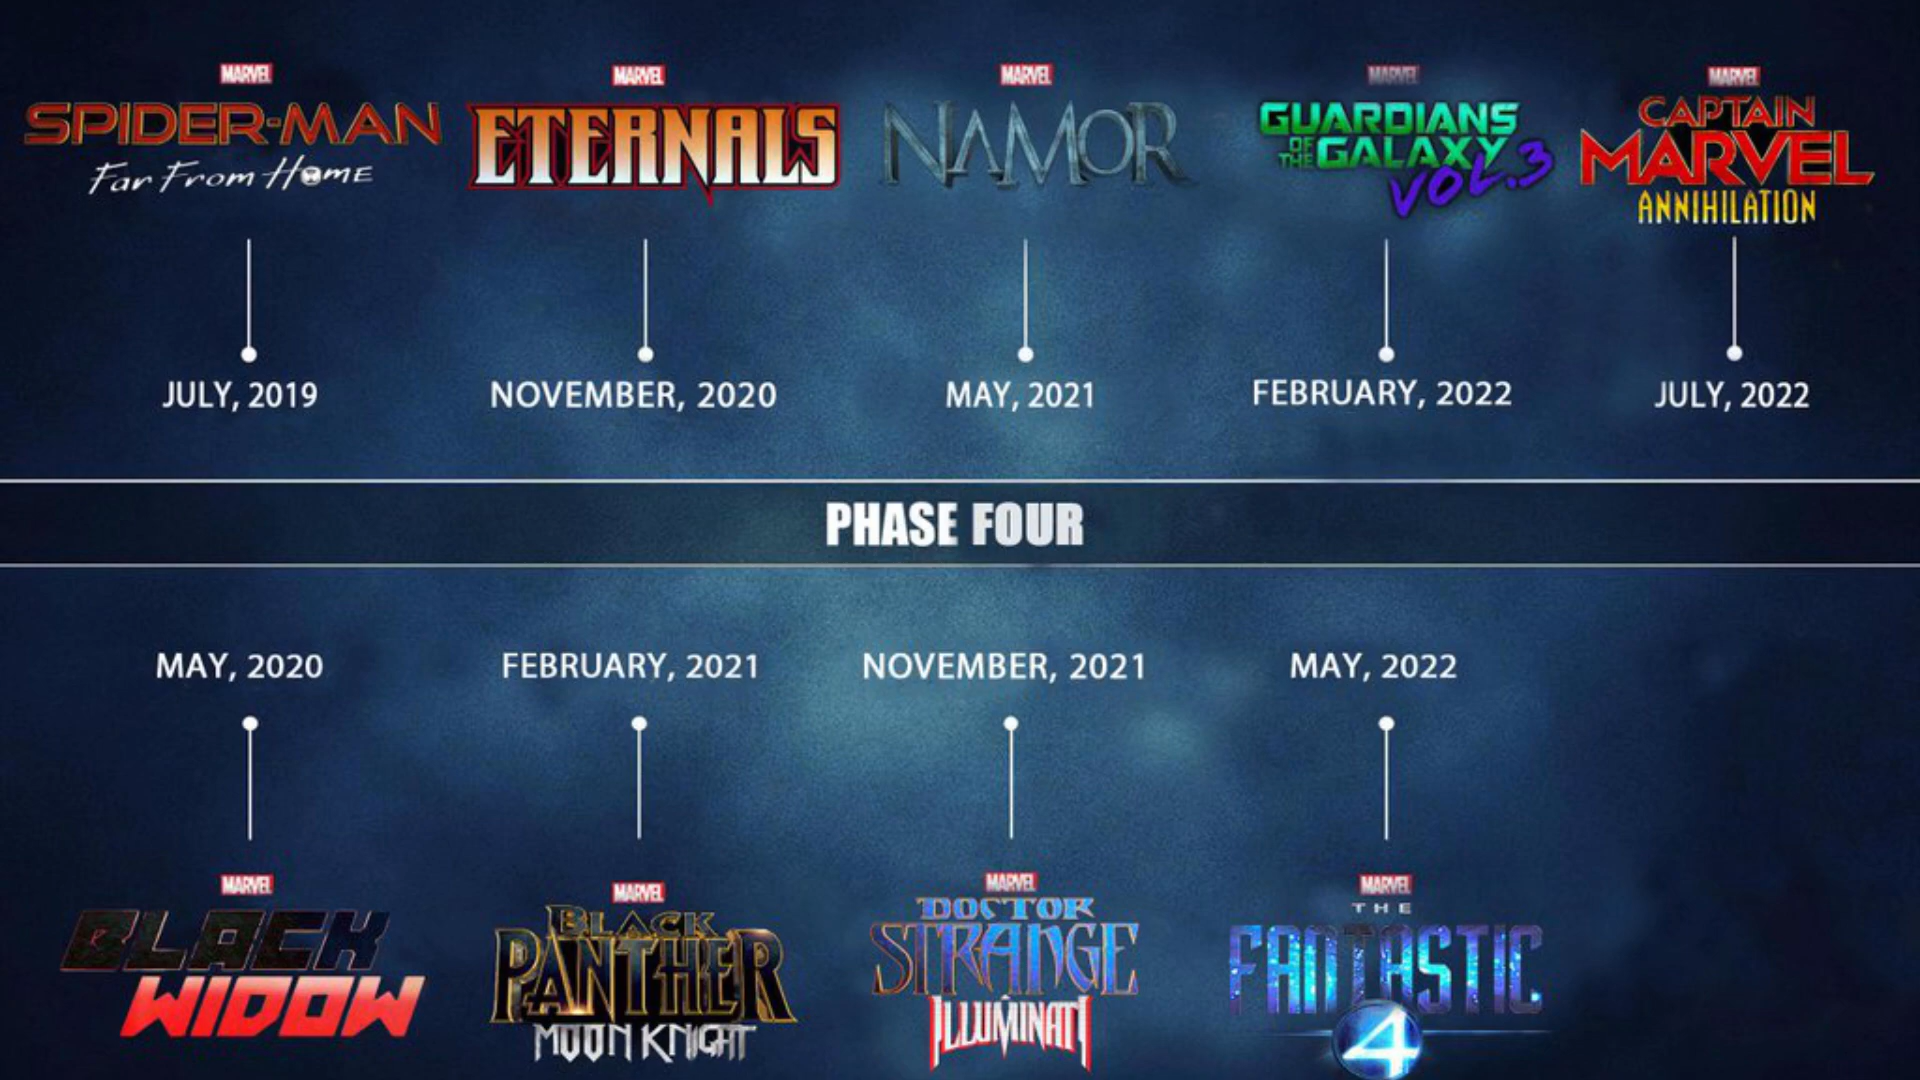 MARVEL
SPIDER-MAN
Far From Home
JULY, 2019
MARVEL
ETERNALS
NOVEMBER, 2020
MARVEL
NAMOR
MAY, 2021
MARVEL
GUARDIANS
OF THE GALAXY
VOL.3
FEBRUARY, 2022
MARVEL
CAPTAIN
MARVEL
ANNIHILATION
JULY, 2022
PHASE FOUR
MAY, 2020
MARVEL
BLACK
WIDOW
FEBRUARY, 2021
MARVEL
BLACK
PANTHER
MOON KNIGHT
NOVEMBER, 2021
MARVEL
DOCTOR
STRANGE
ILLUMINATI
MAY, 2022
MARVEL
THE
FANTASTIC
4